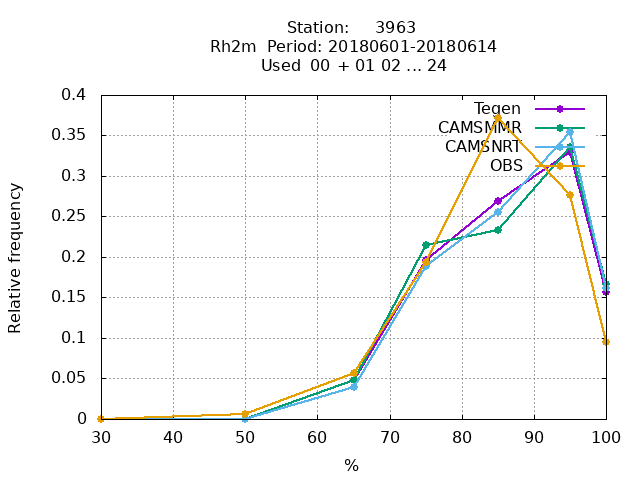 Station:     3963
Rh2m  Period: 20180601-20180614
Used  00  + 01 02 ... 24
0.4
0.35
0.3
0.25
0.2
0.15
0.1
0.05
0
30 40 50 60 70 80 90 100
Relative frequency
%
Tegen
CAMSMMR
CAMSNRT
OBS